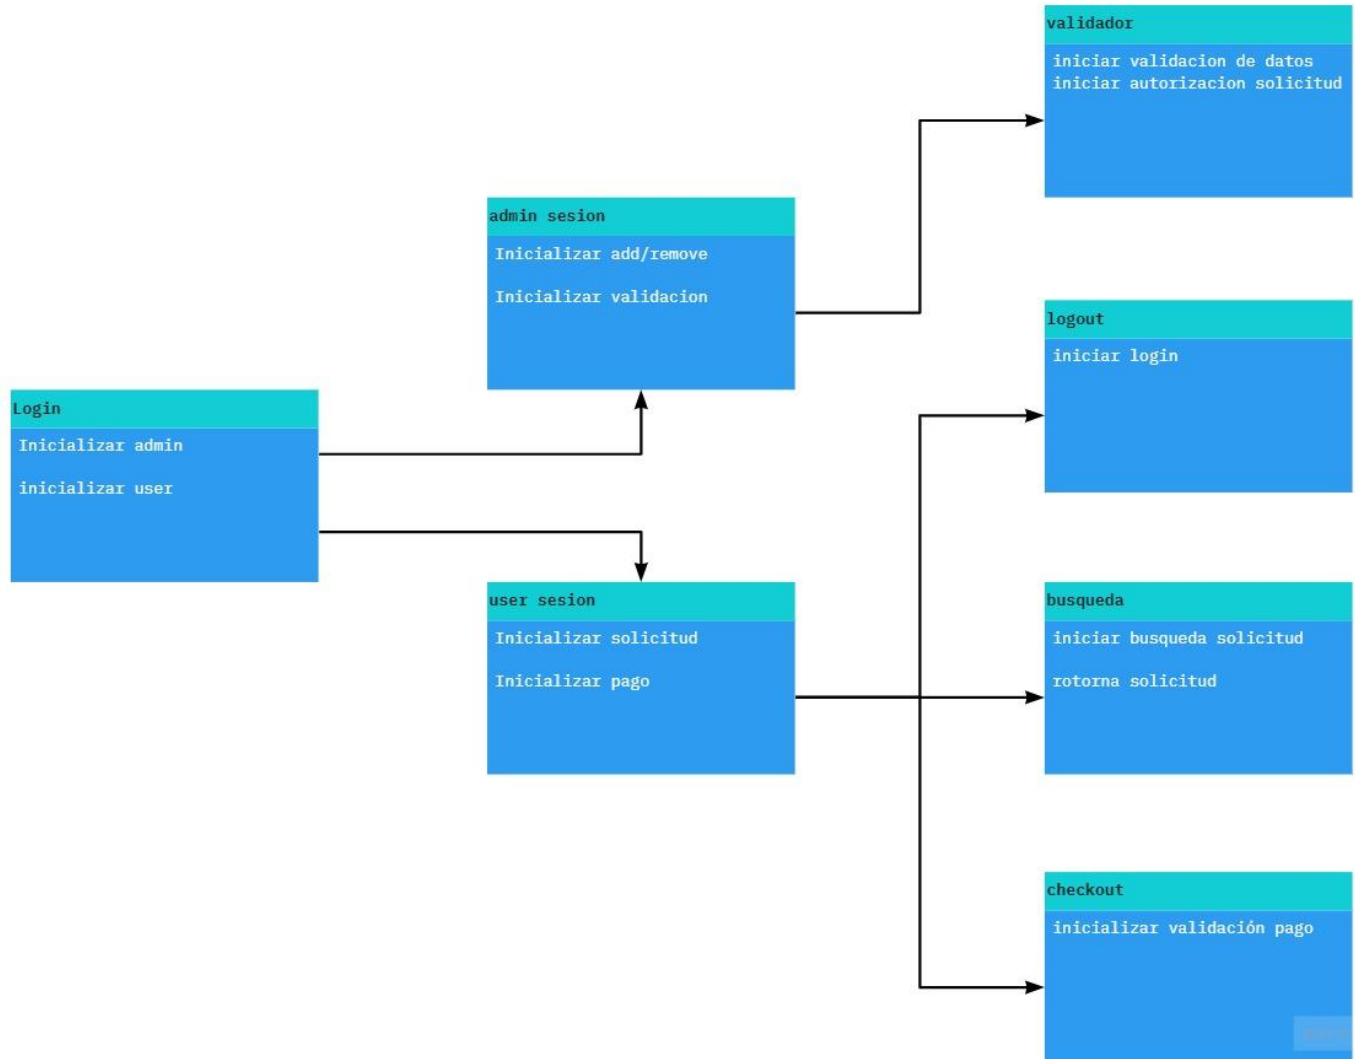 validador
iniciar validacion de datos
iniciar autorizacion solicitud
admin sesion
Inicializar add/remove
Inicializar validacion
logout
iniciar login
Login
Inicializar admin
inicializar user
user sesion
Inicializar solicitud
Inicializar pago
busqueda
iniciar busqueda solicitud
rotorna solicitud
checkout
inicializar validación pago